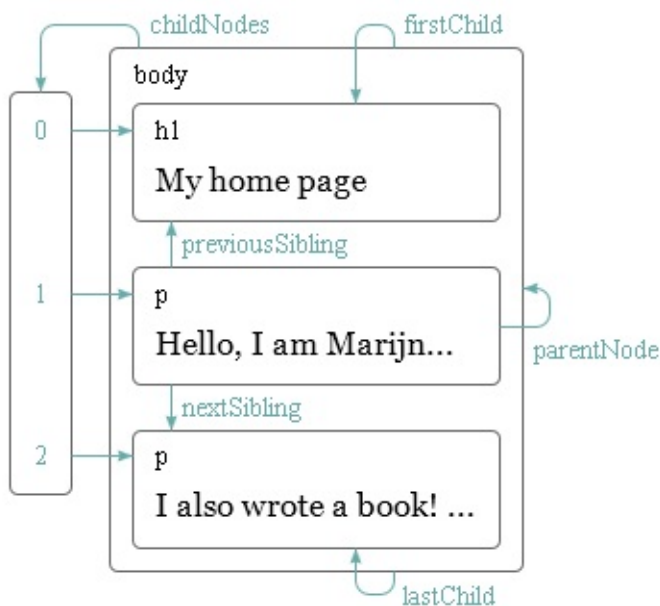 childNodes firstChild
body
0 h1
My home page
previousSibling
1 p
Hello, I am Marijn...
parentNode
nextSibling
2 p
I also wrote a book! ...
lastChild